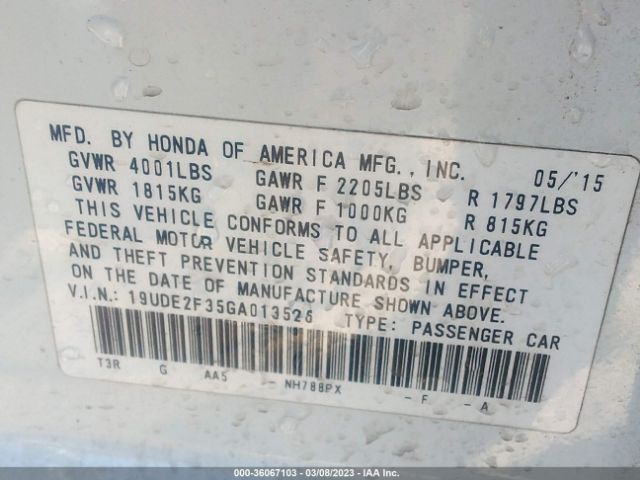 MFD. BY HONDA OF AMERICA MFG., INC. 05/'15
GVWR 4001LBS GAWR F 2205LBS R 1797LBS
GVWR 1815KG GAWR F 1000KG R 815KG
THIS VEHICLE CONFORMS TO ALL APPLICABLE
FEDERAL MOTOR VEHICLE SAFETY, BUMPER,
AND THEFT PREVENTION STANDARDS IN EFFECT
ON THE DATE OF MANUFACTURE SHOWN ABOVE.
V.I.N.: 19UDE2F35GA013526 TYPE: PASSENGER CAR
T3R G AA5 - NH788PX - F - A
000-36067103 — 03/08/2023 — IAA Inc.